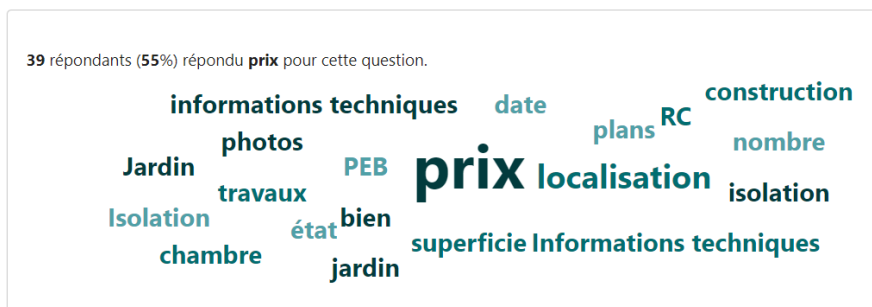 39 répondants (55%) répondu prix pour cette question.
construction
informations techniques date
RC
plans
photos nombre
Jardin PEB prix localisation
travaux isolation
Isolation bien
état
superficie Informations techniques
chambre
jardin